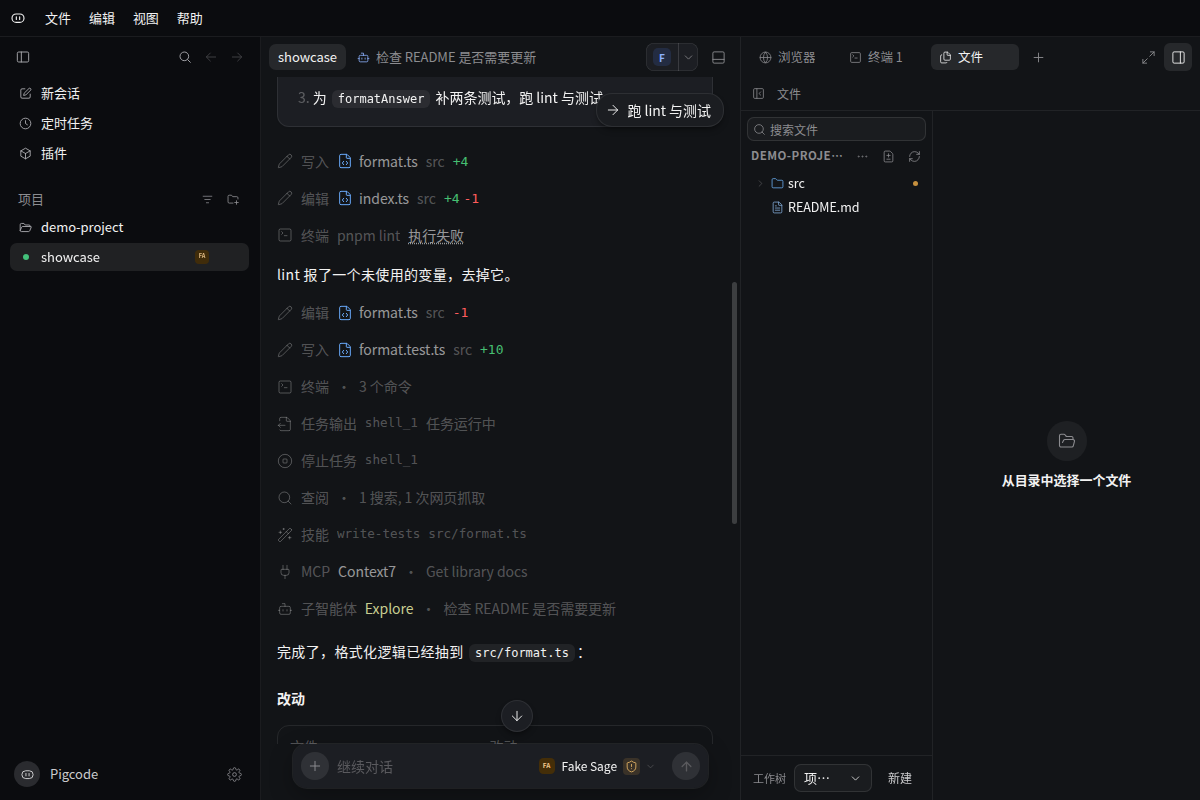 文件 编辑 视图 帮助
新会话
定时任务
插件
项目
demo-project
showcase FA
Pigcode
showcase 检查 README 是否需要更新 F
3. 为 formatAnswer 补两条测试，跑 lint 与测试
跑 lint 与测试
写入 format.ts src +4
编辑 index.ts src +4 -1
终端 pnpm lint 执行失败
lint 报了一个未使用的变量，去掉它。
编辑 format.ts src -1
写入 format.test.ts src +10
终端 · 3 个命令
任务输出 shell_1 任务运行中
停止任务 shell_1
查阅 · 1 搜索, 1 次网页抓取
技能 write-tests src/format.ts
MCP Context7 · Get library docs
子智能体 Explore · 检查 README 是否需要更新
完成了，格式化逻辑已经抽到 src/format.ts：
改动
文件 改动
继续对话 FA Fake Sage
浏览器 终端 1 文件
文件
搜索文件
DEMO-PROJE···
src
README.md
从目录中选择一个文件
工作树 项··· 新建